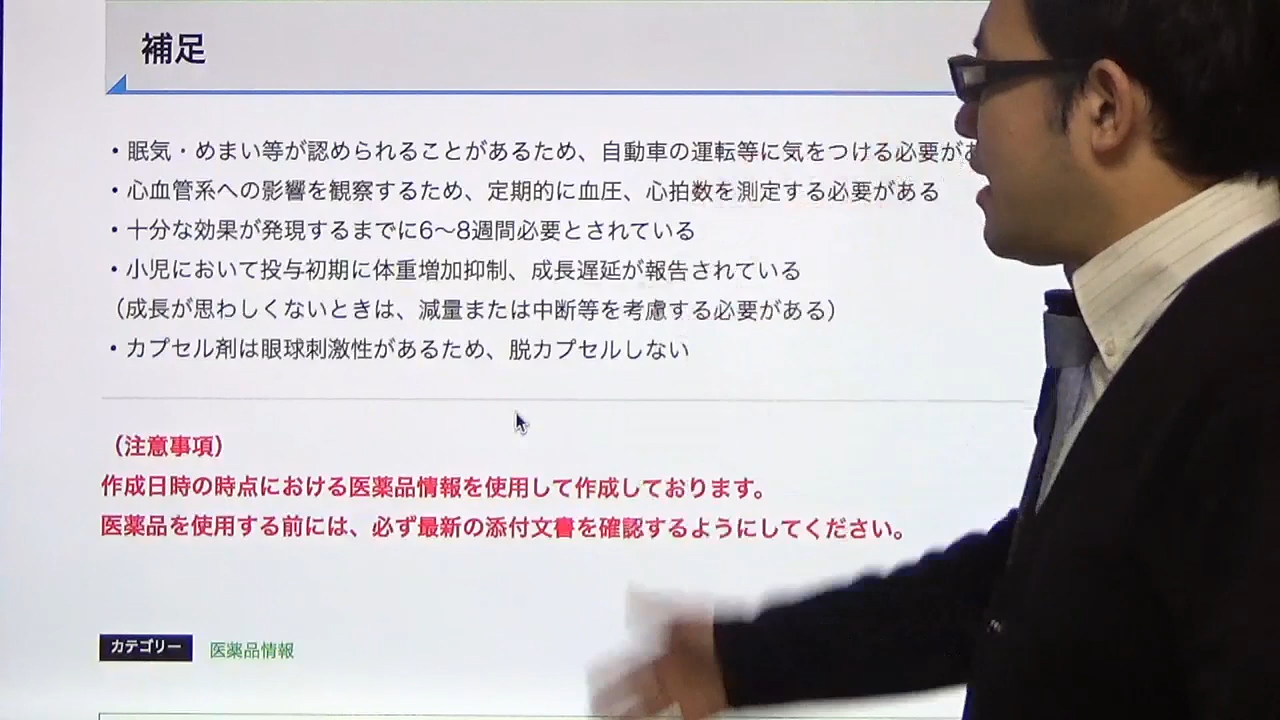 補足
・眠気・めまい等が認められることがあるため、自動車の運転等に気をつける必要が
・心血管系への影響を観察するため、定期的に血圧、心拍数を測定する必要がある
・十分な効果が発現するまでに6〜8週間必要とされている
・小児において投与初期に体重増加抑制、成長遅延が報告されている
（成長が思わしくないときは、減量または中断等を考慮する必要がある）
・カプセル剤は眼球刺激性があるため、脱カプセルしない
（注意事項）
作成日時の時点における医薬品情報を使用して作成しております。
医薬品を使用する前には、必ず最新の添付文書を確認するようにしてください。
カテゴリー 医薬品情報